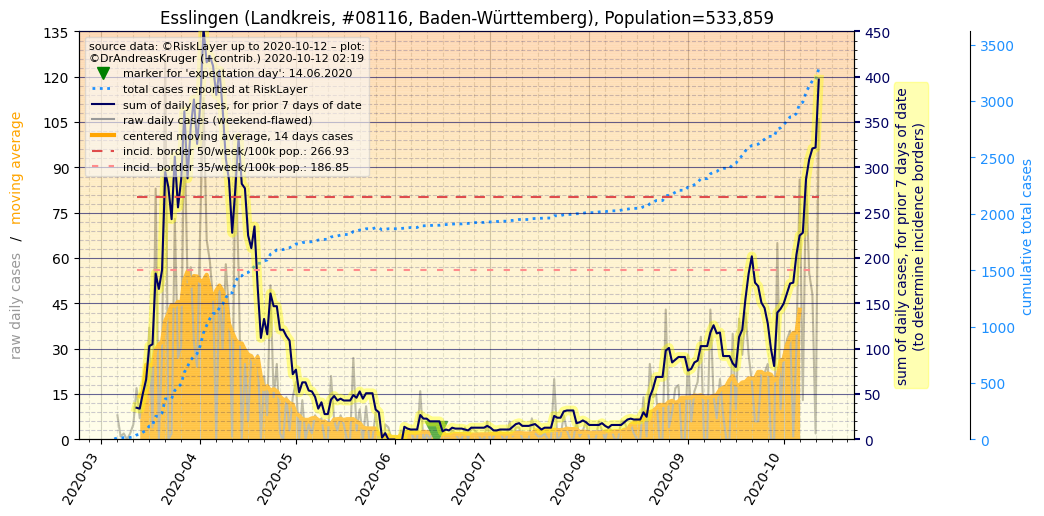 Esslingen (Landkreis, #08116, Baden-Württemberg), Population=533,859
source data: ©RiskLayer up to 2020-10-12 – plot:
©DrAndreasKruger (+contrib.) 2020-10-12 02:19
marker for 'expectation day': 14.06.2020
total cases reported at RiskLayer
sum of daily cases, for prior 7 days of date
raw daily cases (weekend-flawed)
centered moving average, 14 days cases
incid. border 50/week/100k pop.: 266.93
incid. border 35/week/100k pop.: 186.85
raw daily cases / moving average
135
120
105
90
75
60
45
30
15
0
2020-03
2020-04
2020-05
2020-06
2020-07
2020-08
2020-09
2020-10
450
400
350
300
250
200
150
100
50
0
sum of daily cases, for prior 7 days of date
(to determine incidence borders)
3500
3000
2500
2000
1500
1000
500
0
cumulative total cases